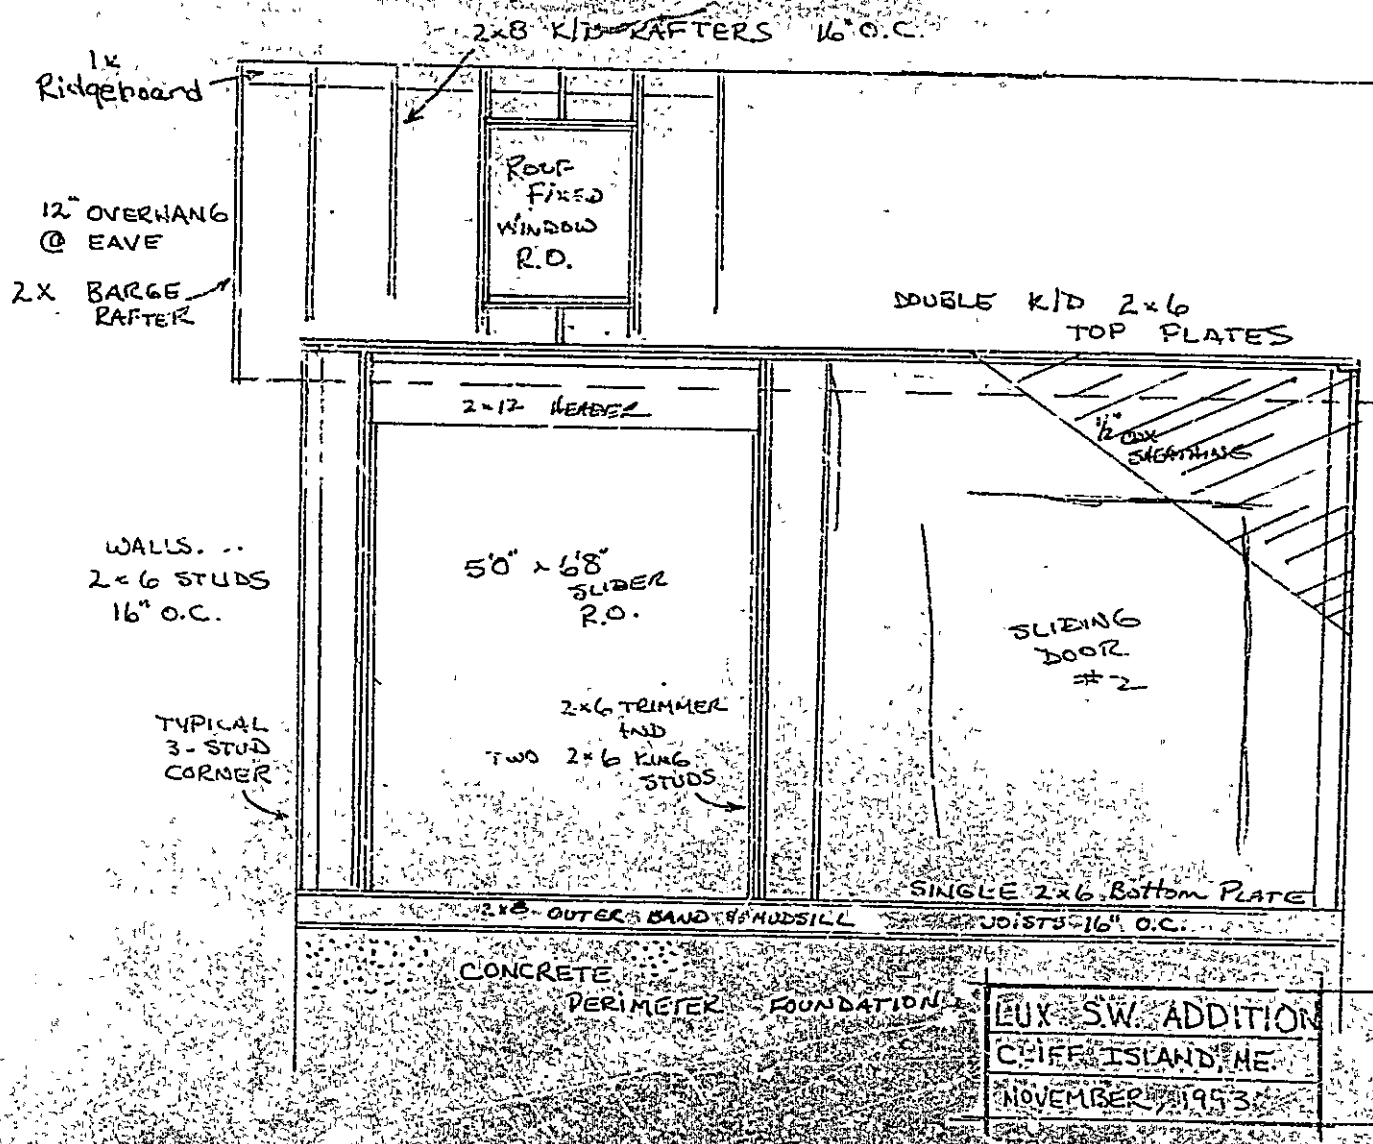 2x8 K/D RAFTERS 16" O.C.
1x
Ridgeboard
ROOF
FIXED
WINDOW
R.O.
12" OVERHANG
@ EAVE
2X BARGE
RAFTER
DOUBLE K/D 2x6
TOP PLATES
2x12 HEADER
1/2" CDX
SHEATHING
WALLS...
2x6 STUDS
16" O.C.
5'0" x 6'8"
SLIDER
R.O.
SLIDING
DOOR
#2
TYPICAL
3-STUD
CORNER
2x6 TRIMMER
AND
TWO 2x6 KING
STUDS
SINGLE 2x6 Bottom PLATE
2x8 OUTER BAND & MUDSILL
JOISTS-16" O.C.
CONCRETE
PERIMETER FOUNDATION
LUX S.W. ADDITION
CLIFF ISLAND, ME
NOVEMBER, 1993